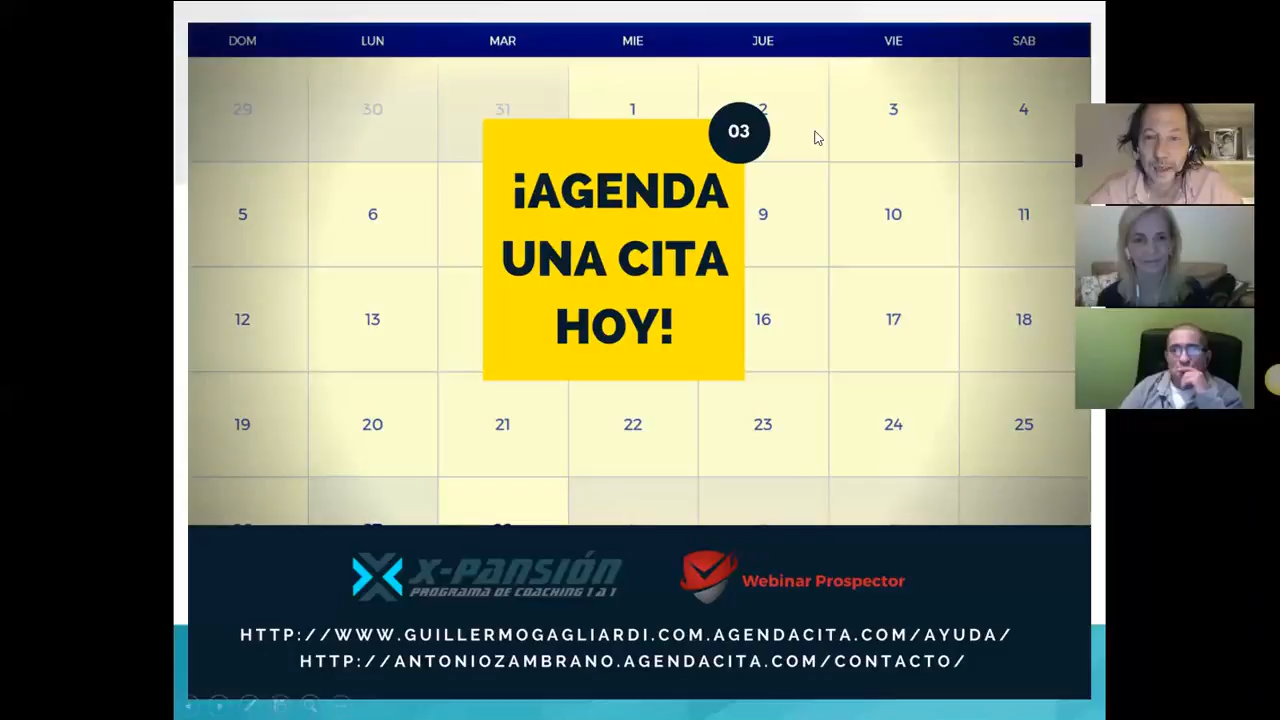 DOM LUN MAR MIE JUE VIE SAB
29 30 31 1 2 3 4
03
¡AGENDA
UNA CITA
HOY!
5 6 9 10 11
12 13 16 17 18
19 20 21 22 23 24 25
X-PANSIÓN
PROGRAMA DE COACHING 1 A 1
Webinar Prospector
HTTP://WWW.GUILLERMOGAGLIARDI.COM.AGENDACITA.COM/AYUDA/
HTTP://ANTONIOZAMBRANO.AGENDACITA.COM/CONTACTO/